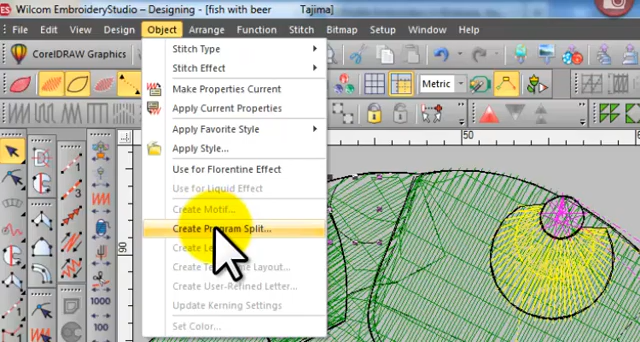 Wilcom EmbroideryStudio – Designing - [fish with beer Tajima]
File Edit View Design Object Arrange Function Stitch Bitmap Setup Window Help
CorelDRAW Graphics
Metric
Stitch Type
Stitch Effect
Make Properties Current
Apply Current Properties
Apply Favorite Style
Apply Style...
Use for Florentine Effect
Use for Liquid Effect
Create Motif...
Create Program Split...
Create
Create Layout...
Create User-Refined Letter...
Update Kerning Settings
Set Color...
50
90
1
3
1000
100